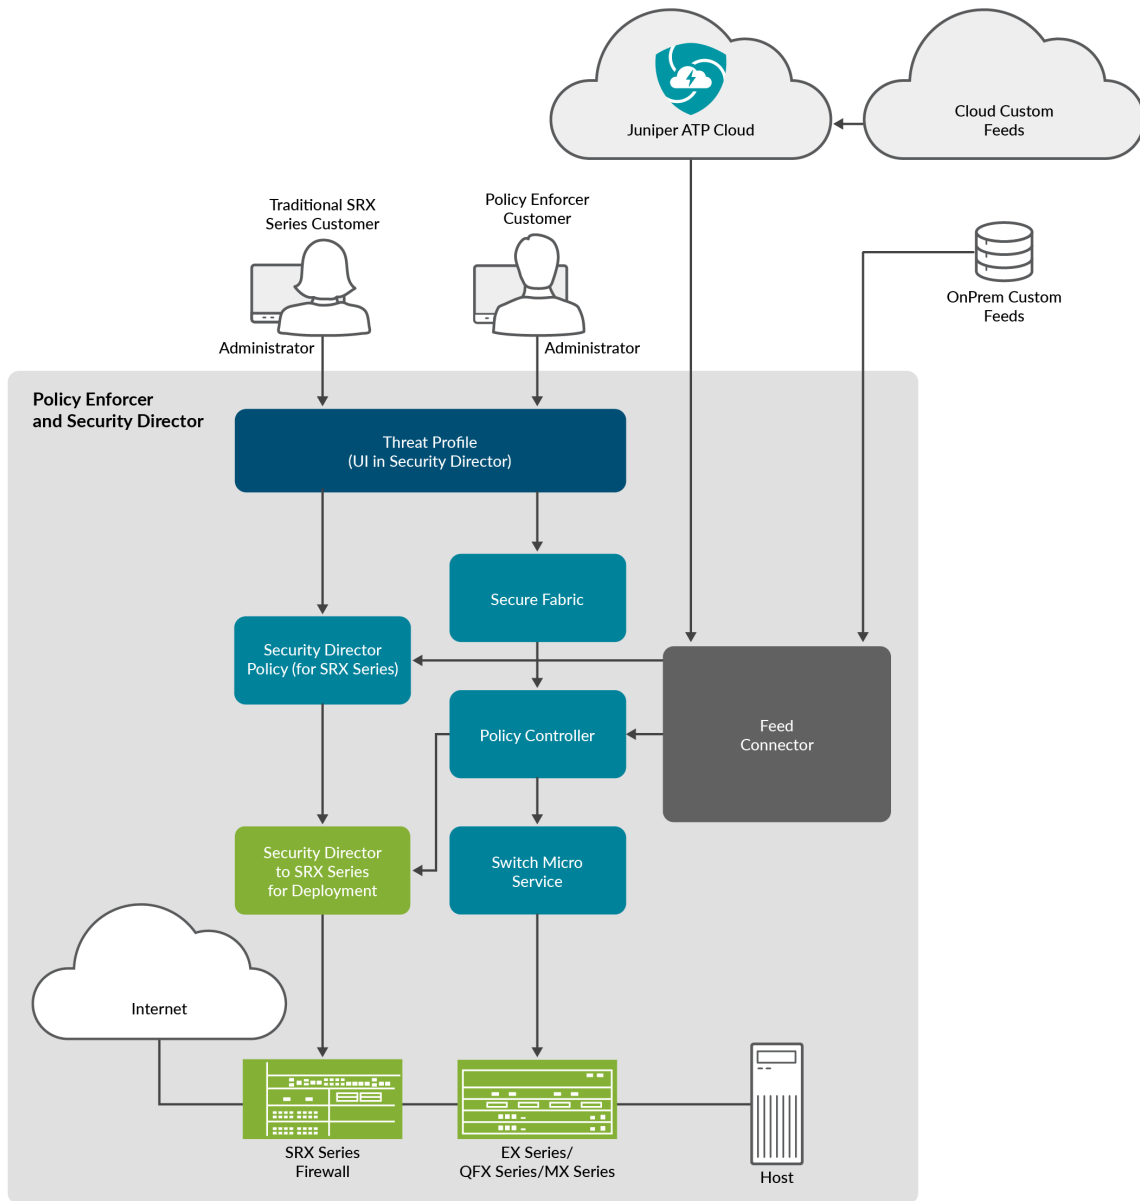 Juniper ATP Cloud
Cloud Custom
Feeds
Traditional SRX
Series Customer
Policy Enforcer
Customer
OnPrem Custom
Feeds
Administrator
Administrator
Policy Enforcer
and Security Director
Threat Profile
(UI in Security Director)
Secure Fabric
Security Director
Policy (for SRX Series)
Policy Controller
Feed
Connector
Security Director
to SRX Series
for Deployment
Switch Micro
Service
Internet
SRX Series
Firewall
EX Series/
QFX Series/MX Series
Host